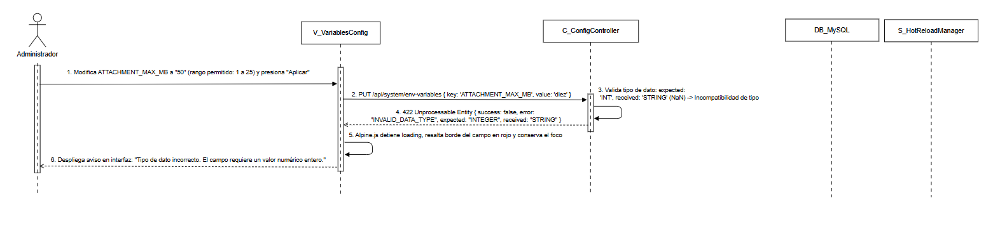 Administrador
V_VariablesConfig
C_ConfigController
DB_MySQL
S_HotReloadManager
1. Modifica ATTACHMENT_MAX_MB a "50" (rango permitido: 1 a 25) y presiona "Aplicar"
2. PUT /api/system/env-variables { key: 'ATTACHMENT_MAX_MB', value: 'diez' }
3. Valida tipo de dato: expected:
'INT', received: 'STRING' (NaN) -> Incompatibilidad de tipo
4. 422 Unprocessable Entity { success: false, error:
"INVALID_DATA_TYPE", expected: "INTEGER", received: "STRING" }
5. Alpine.js detiene loading, resalta borde del campo en rojo y conserva el foco
6. Despliega aviso en interfaz: "Tipo de dato incorrecto. El campo requiere un valor numérico entero."